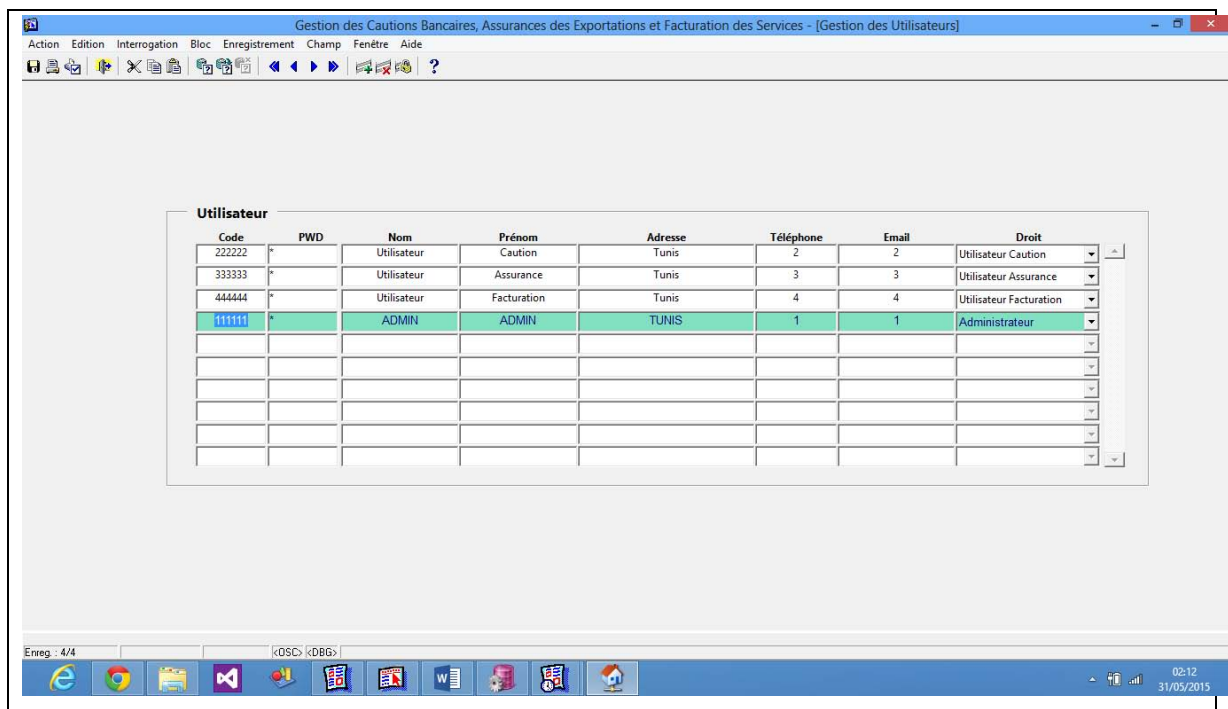 Gestion des Cautions Bancaires, Assurances des Exportations et Facturation des Services - [Gestion des Utilisateurs]
Action Edition Interrogation Bloc Enregistrement Champ Fenêtre Aide
Utilisateur
Code PWD Nom Prénom Adresse Téléphone Email Droit
222222 * Utilisateur Caution Tunis 2 2 Utilisateur Caution
333333 * Utilisateur Assurance Tunis 3 3 Utilisateur Assurance
444444 * Utilisateur Facturation Tunis 4 4 Utilisateur Facturation
111111 * ADMIN ADMIN TUNIS 1 1 Administrateur
Enreg. : 4/4 <OSC> <DBG>
02:12
31/05/2015